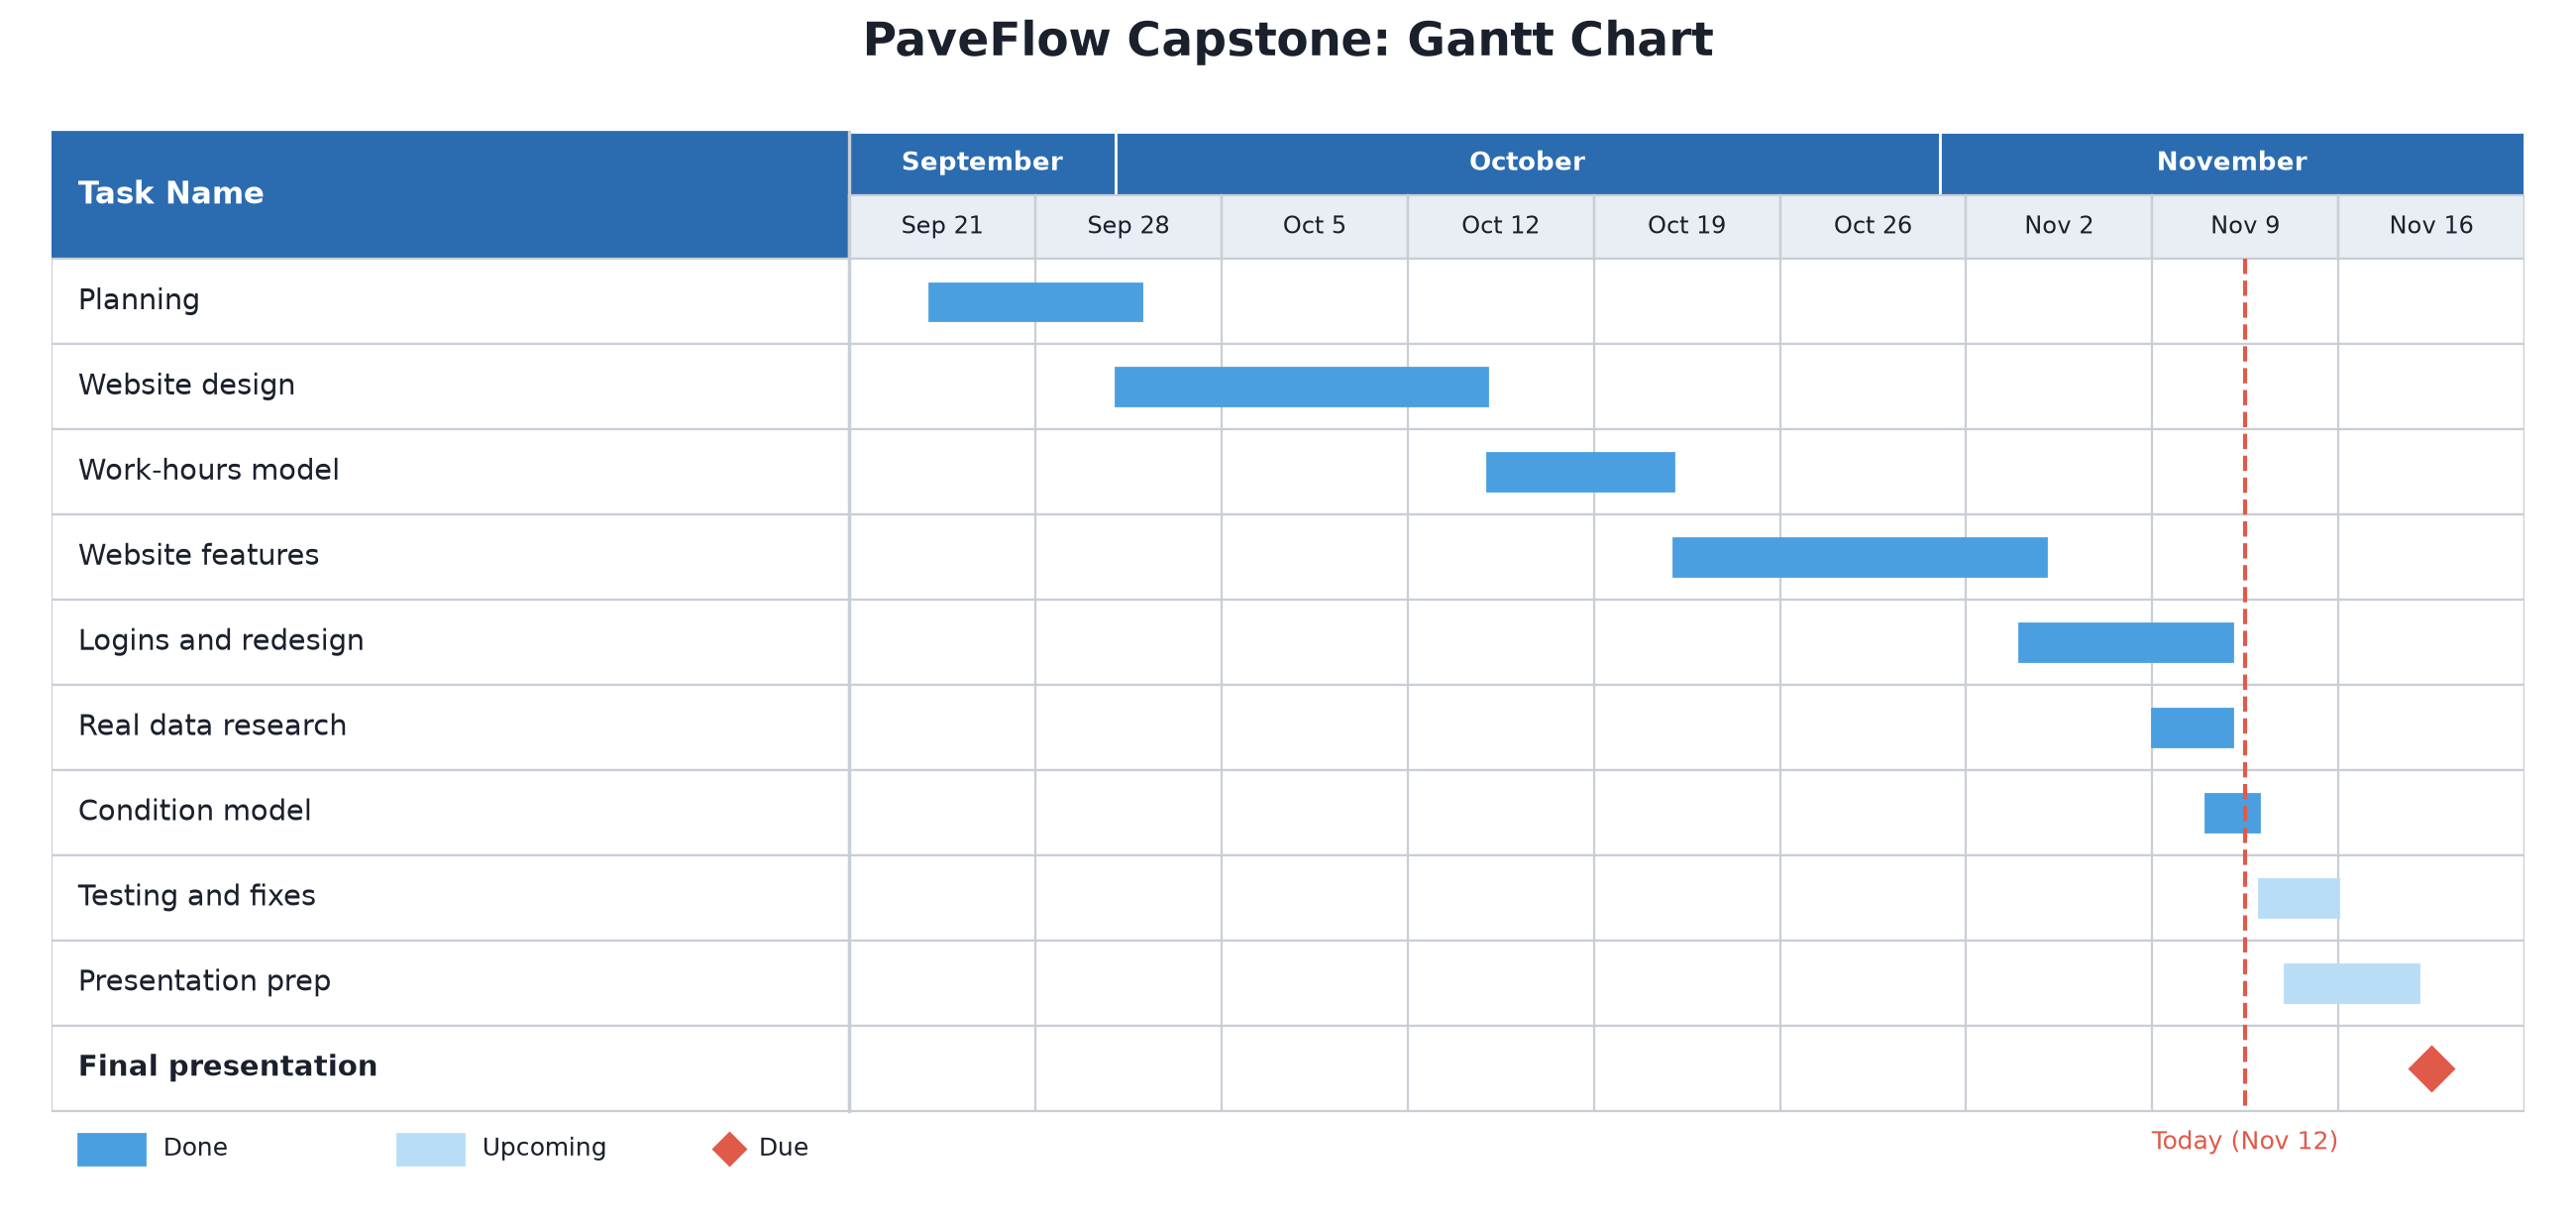 PaveFlow Capstone: Gantt Chart
Task Name
September October November
Sep 21 Sep 28 Oct 5 Oct 12 Oct 19 Oct 26 Nov 2 Nov 9 Nov 16
Planning
Website design
Work-hours model
Website features
Logins and redesign
Real data research
Condition model
Testing and fixes
Presentation prep
Final presentation
Done Upcoming Due
Today (Nov 12)